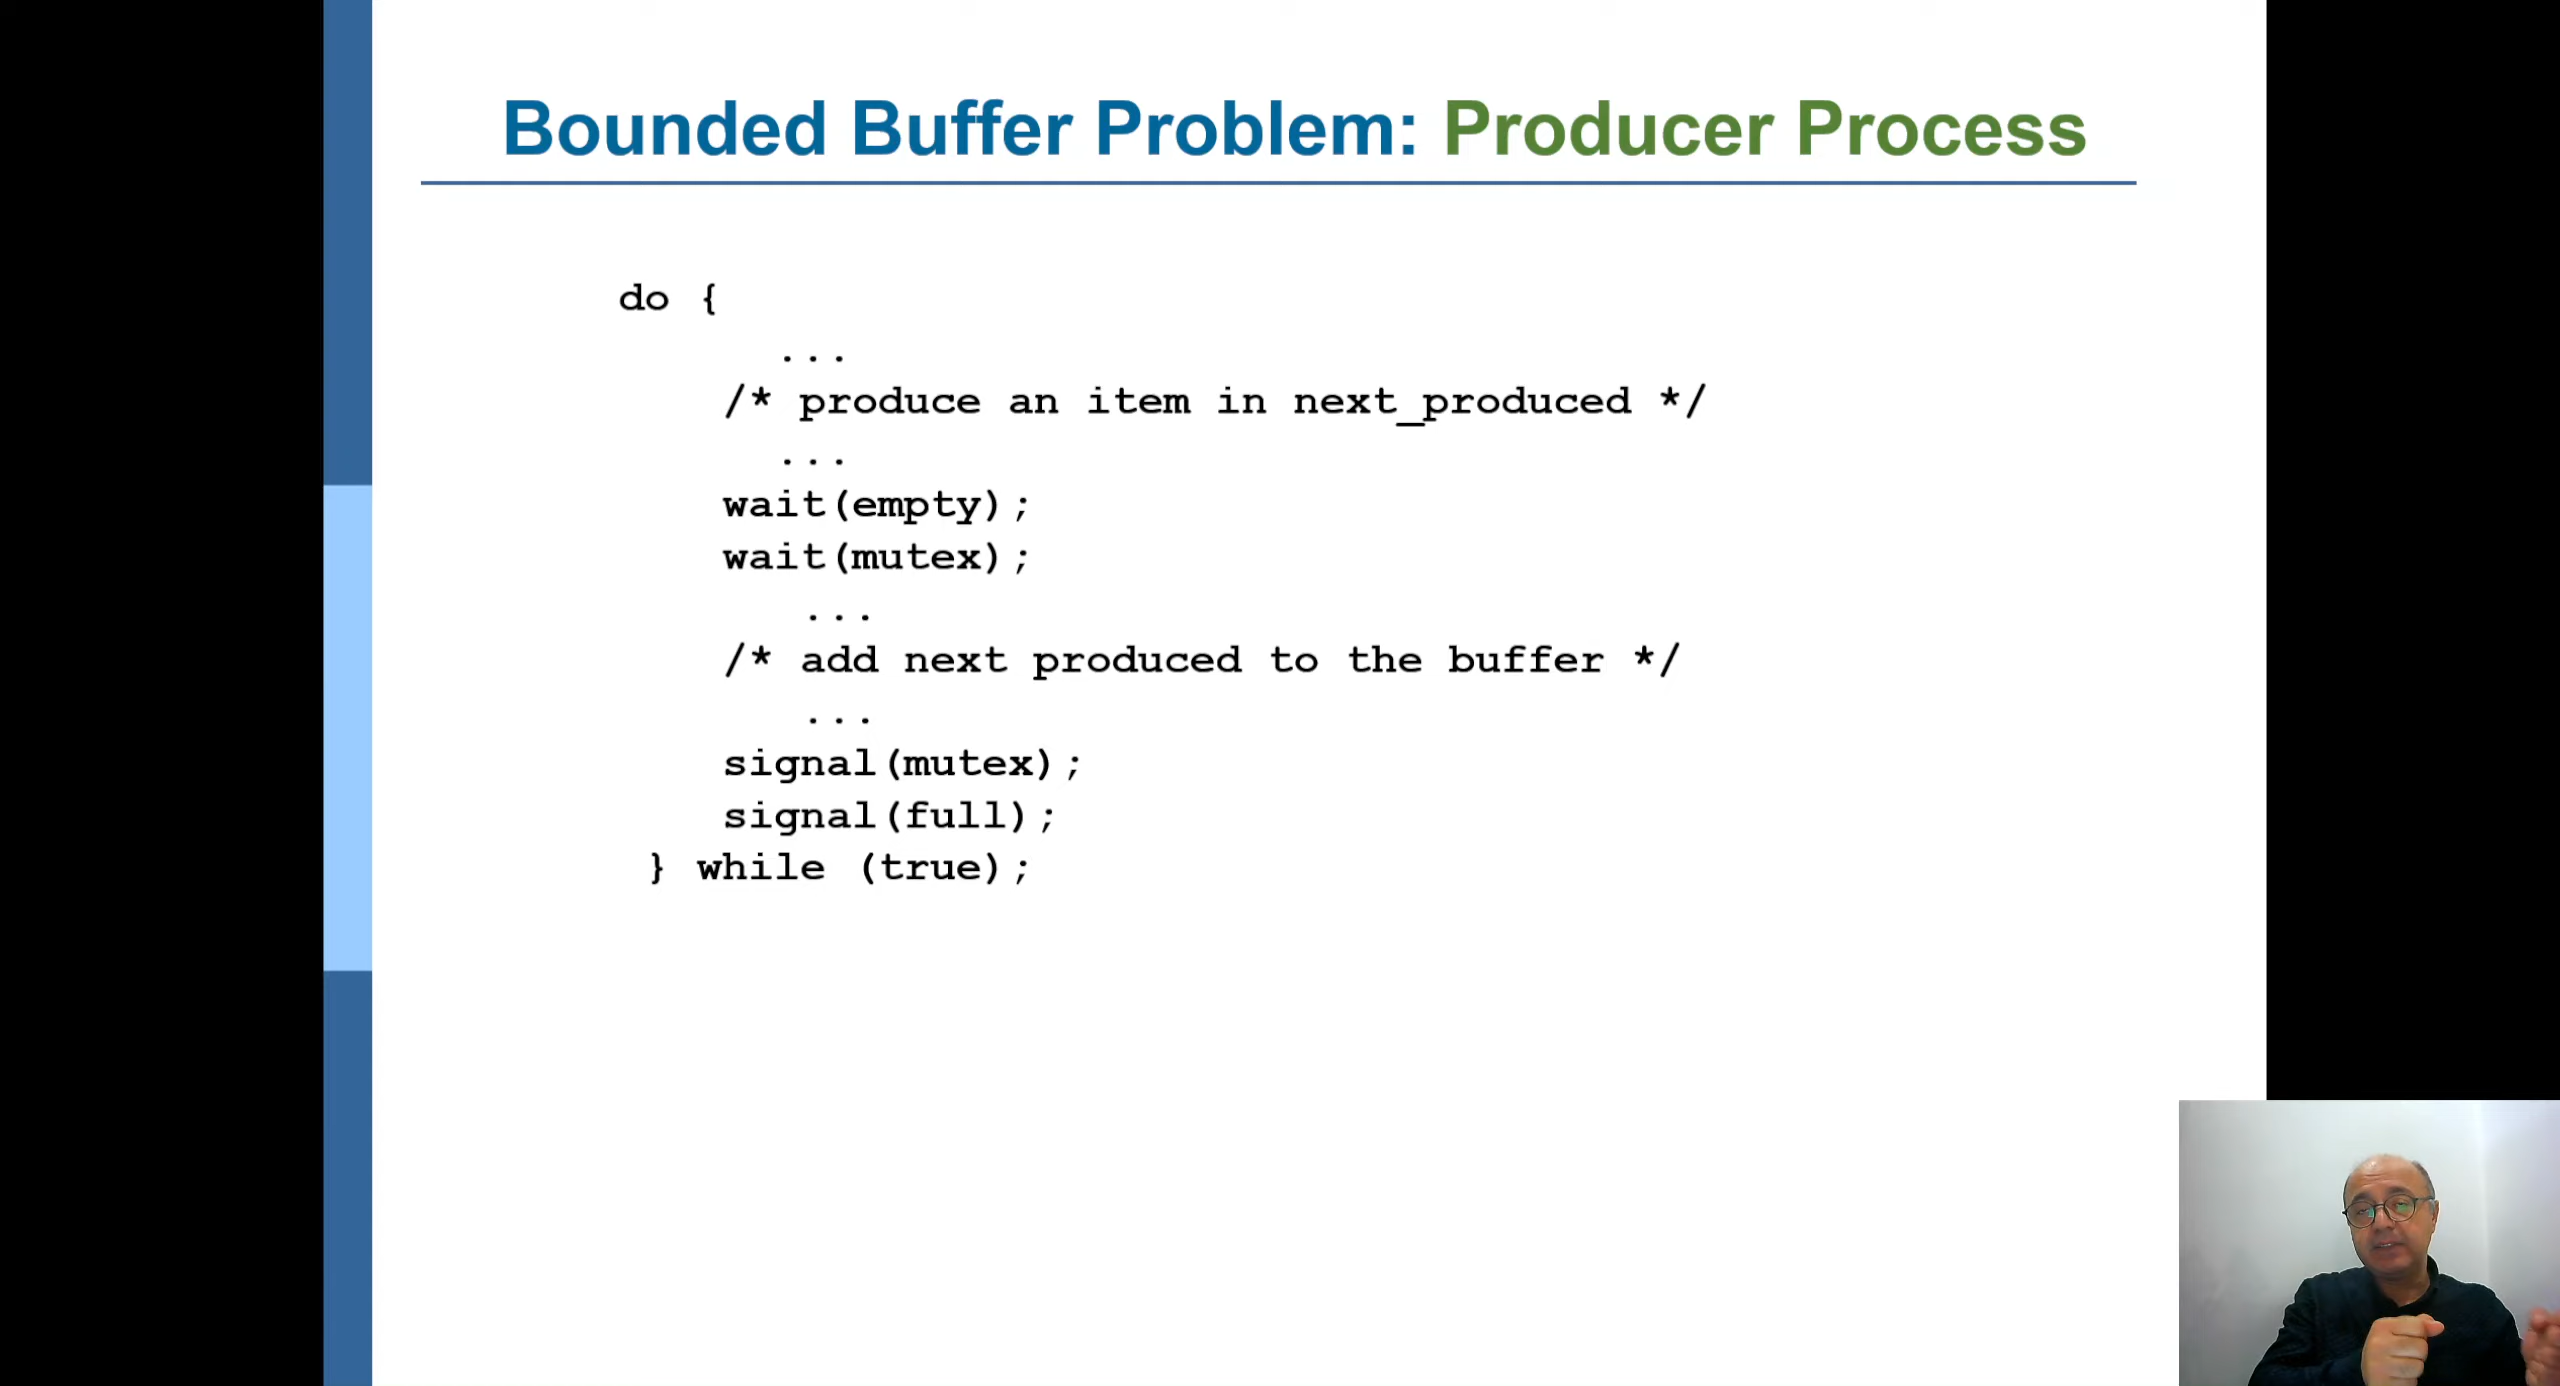 Bounded Buffer Problem: Producer Process
do {
...
/* produce an item in next_produced */
...
wait(empty);
wait(mutex);
...
/* add next produced to the buffer */
...
signal(mutex);
signal(full);
} while (true);